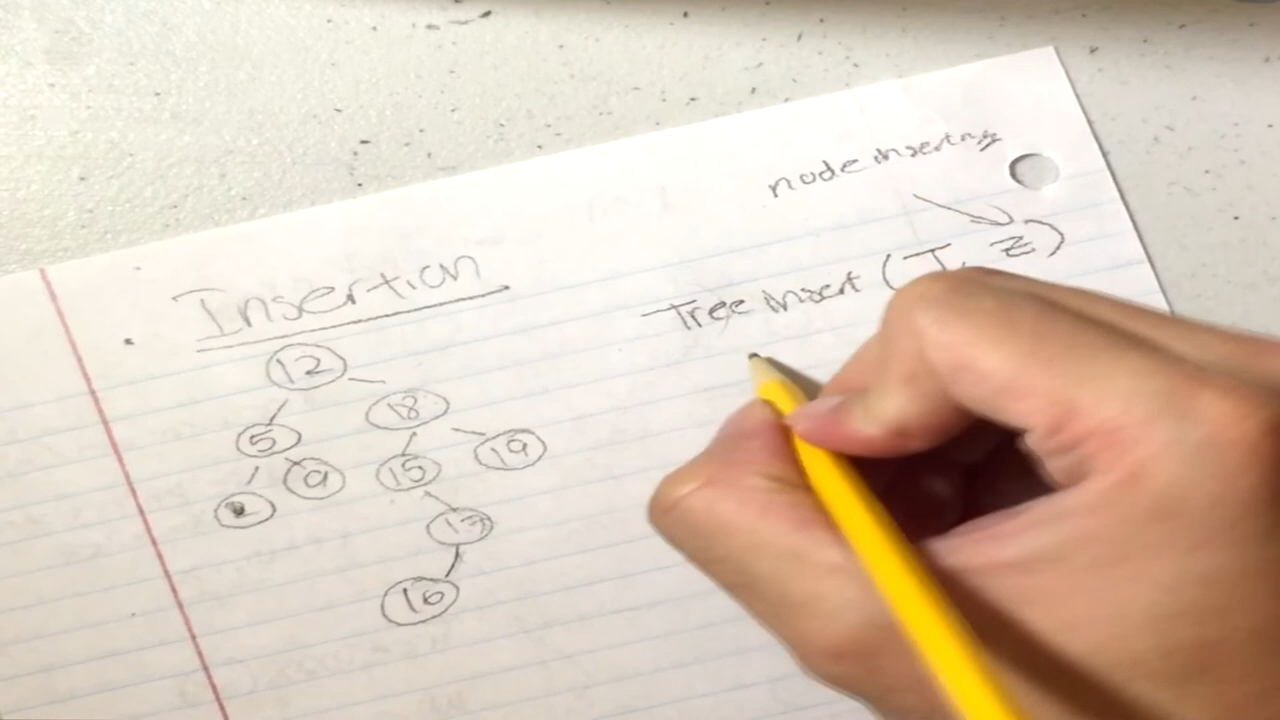 node inserting
Insertion
Tree insert (T, z)
12
18
5
15
19
9
17
16